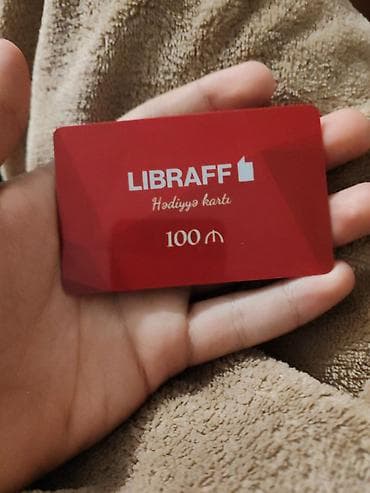 LIBRAFF
Hədiyyə kartı
100 ₼